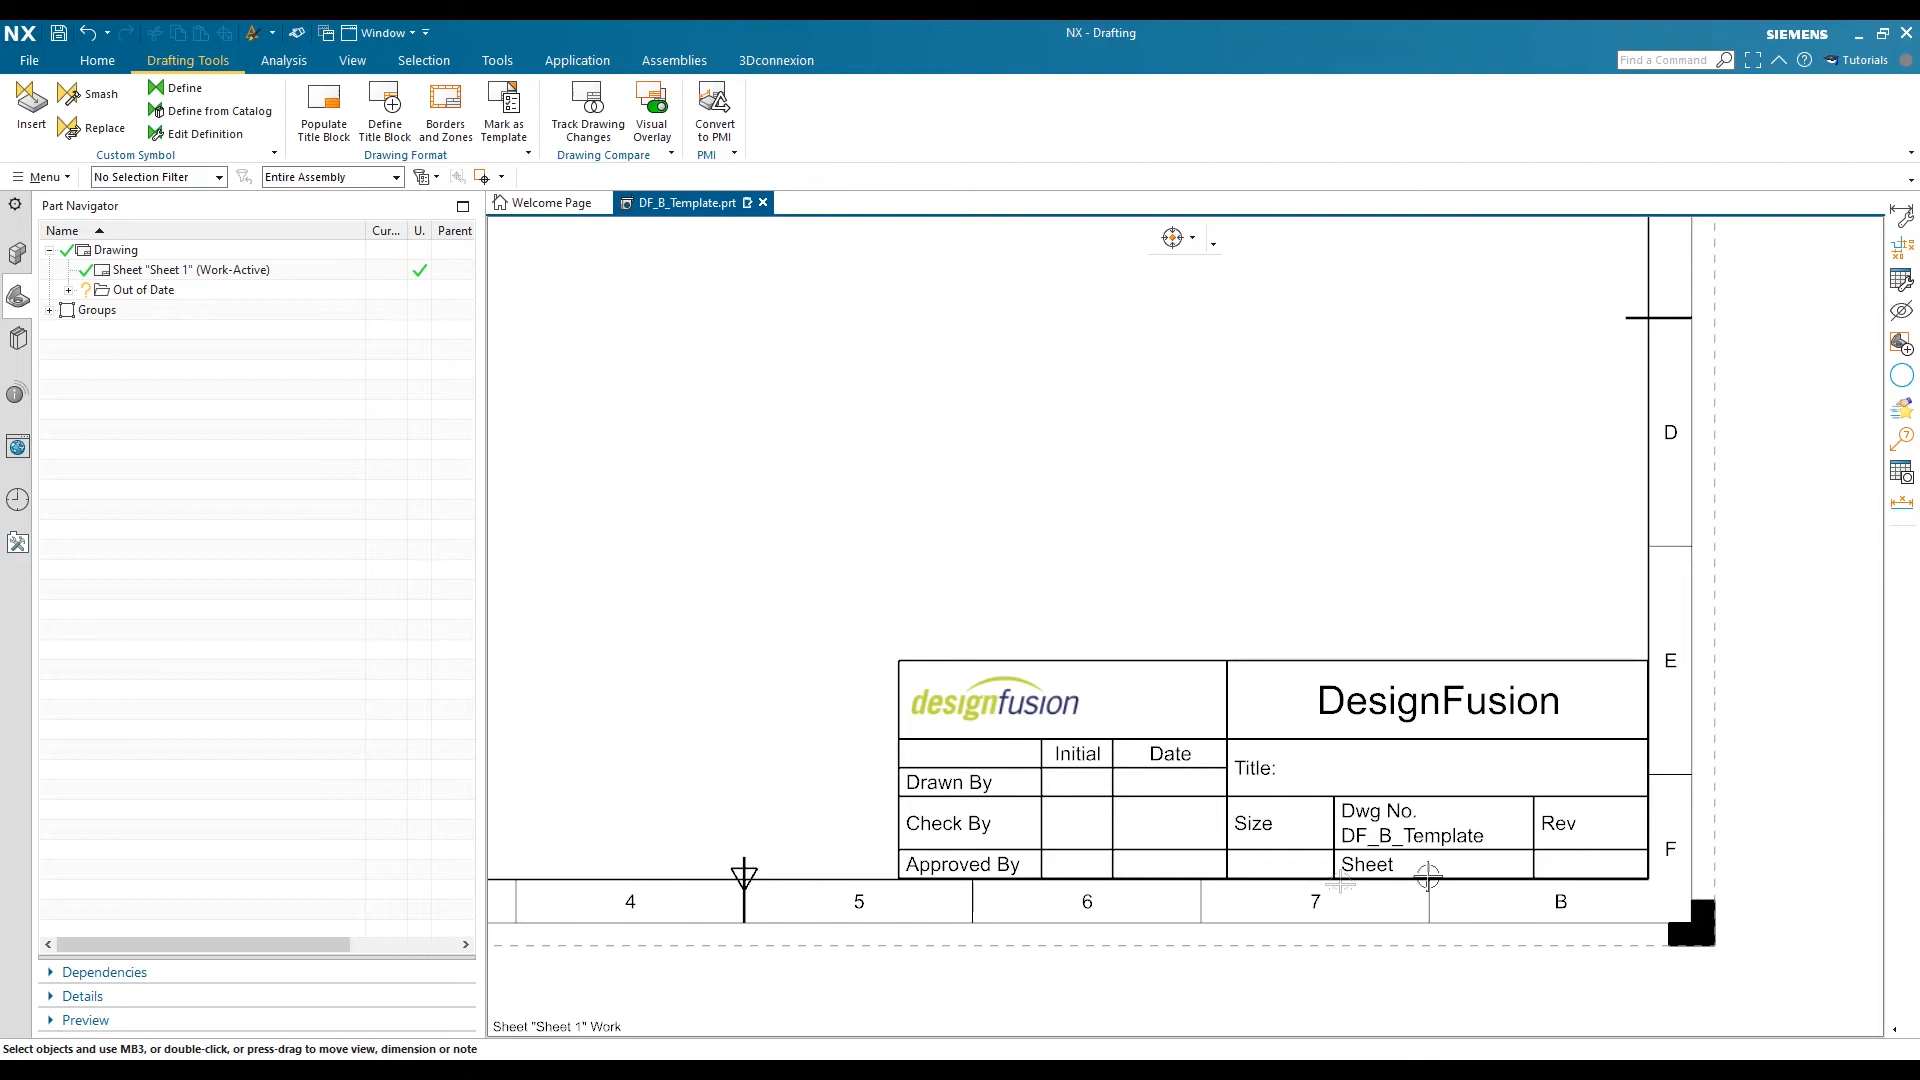 NX
Window
NX - Drafting
SIEMENS
File
Home
Drafting Tools
Analysis
View
Selection
Tools
Application
Assemblies
3Dconnexion
Find a Command
Tutorials
Insert
Smash
Replace
Define
Define from Catalog
Edit Definition
Custom Symbol
Populate
Title Block
Define
Title Block
Borders
and Zones
Mark as
Template
Drawing Format
Track Drawing
Changes
Visual
Overlay
Drawing Compare
Convert
to PMI
PMI
Menu
No Selection Filter
Entire Assembly
Part Navigator
Welcome Page
DF_B_Template.prt
Name
Cur...
U.
Parent
Drawing
Sheet "Sheet 1" (Work-Active)
Out of Date
Groups
D
E
F
designfusion
DesignFusion
Initial
Date
Title:
Drawn By
Check By
Size
Dwg No.
DF_B_Template
Rev
Approved By
Sheet
4
5
6
7
B
Dependencies
Details
Preview
Sheet "Sheet 1" Work
Select objects and use MB3, or double-click, or press-drag to move view, dimension or note